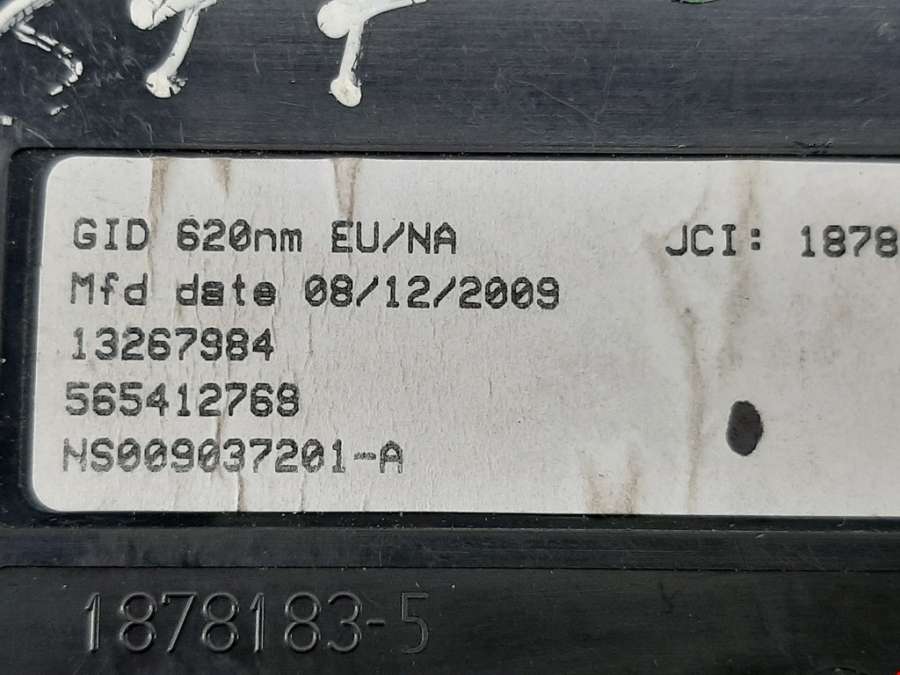 GID 620nm EU/NA JCI: 1878
Mfd date 08/12/2009
13267984
565412768
NS009037201-A
1878183-5